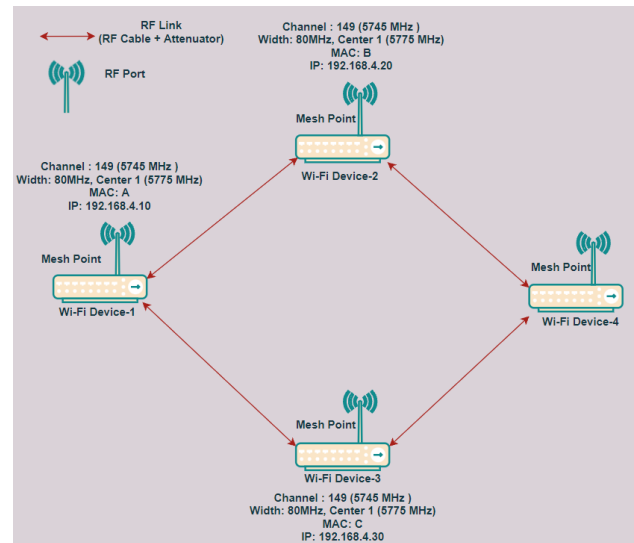 RF Link
(RF Cable + Attenuator)
RF Port
Channel : 149 (5745 MHz )
Width: 80MHz, Center 1 (5775 MHz)
MAC: B
IP: 192.168.4.20
Mesh Point
Wi-Fi Device-2
Channel : 149 (5745 MHz )
Width: 80MHz, Center 1 (5775 MHz)
MAC: A
IP: 192.168.4.10
Mesh Point
Wi-Fi Device-1
Mesh Point
Wi-Fi Device-4
Mesh Point
Wi-Fi Device-3
Channel : 149 (5745 MHz )
Width: 80MHz, Center 1 (5775 MHz)
MAC: C
IP: 192.168.4.30